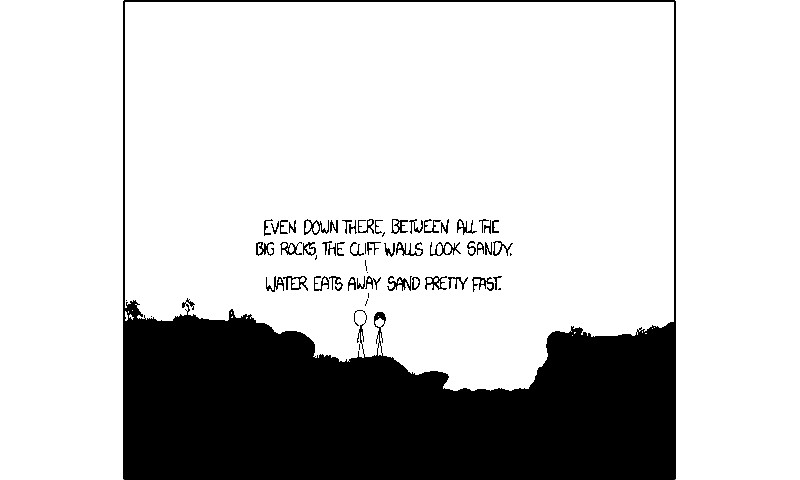 EVEN DOWN THERE, BETWEEN ALL THE
BIG ROCKS, THE CLIFF WALLS LOOK SANDY.
WATER EATS AWAY SAND PRETTY FAST.